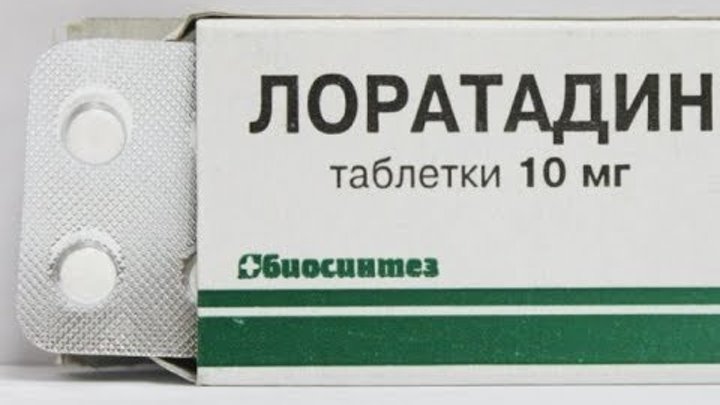 ЛОРАТАДИН
таблетки 10 мг
биосинтез